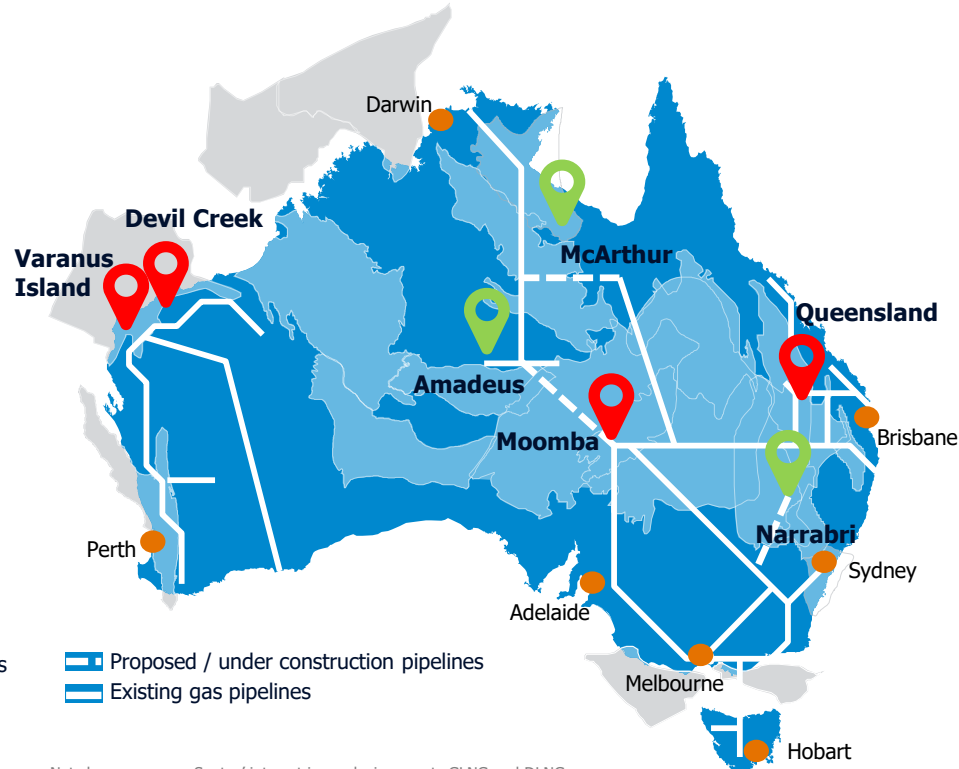 Darwin
Devil Creek
Varanus
Island
McArthur
Queensland
Amadeus
Moomba
Brisbane
Narrabri
Perth
Sydney
Adelaide
s
Proposed / under construction pipelines
Existing gas pipelines
Melbourne
Hobart